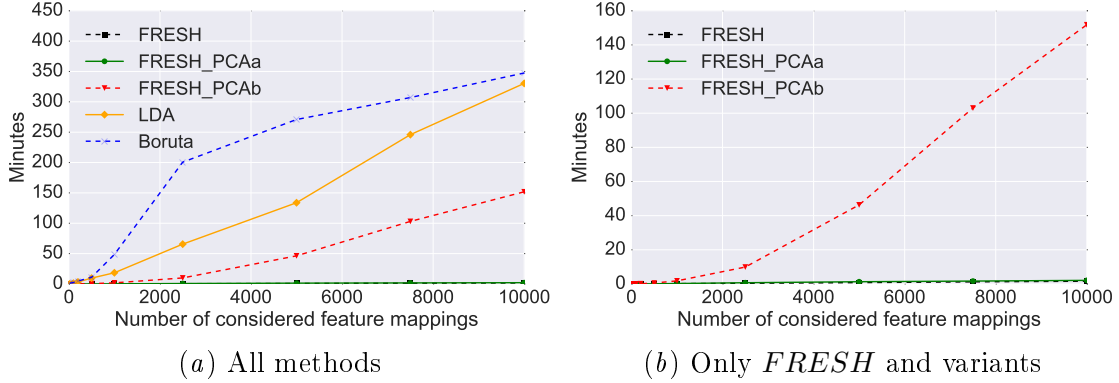 450
400
350
300
250
200
150
100
50
0
Minutes
FRESH
FRESH_PCAa
FRESH_PCAb
LDA
Boruta
0 2000 4000 6000 8000 10000
Number of considered feature mappings
(a) All methods
160
140
120
100
80
60
40
20
0
Minutes
FRESH
FRESH_PCAa
FRESH_PCAb
0 2000 4000 6000 8000 10000
Number of considered feature mappings
(b) Only FRESH and variants